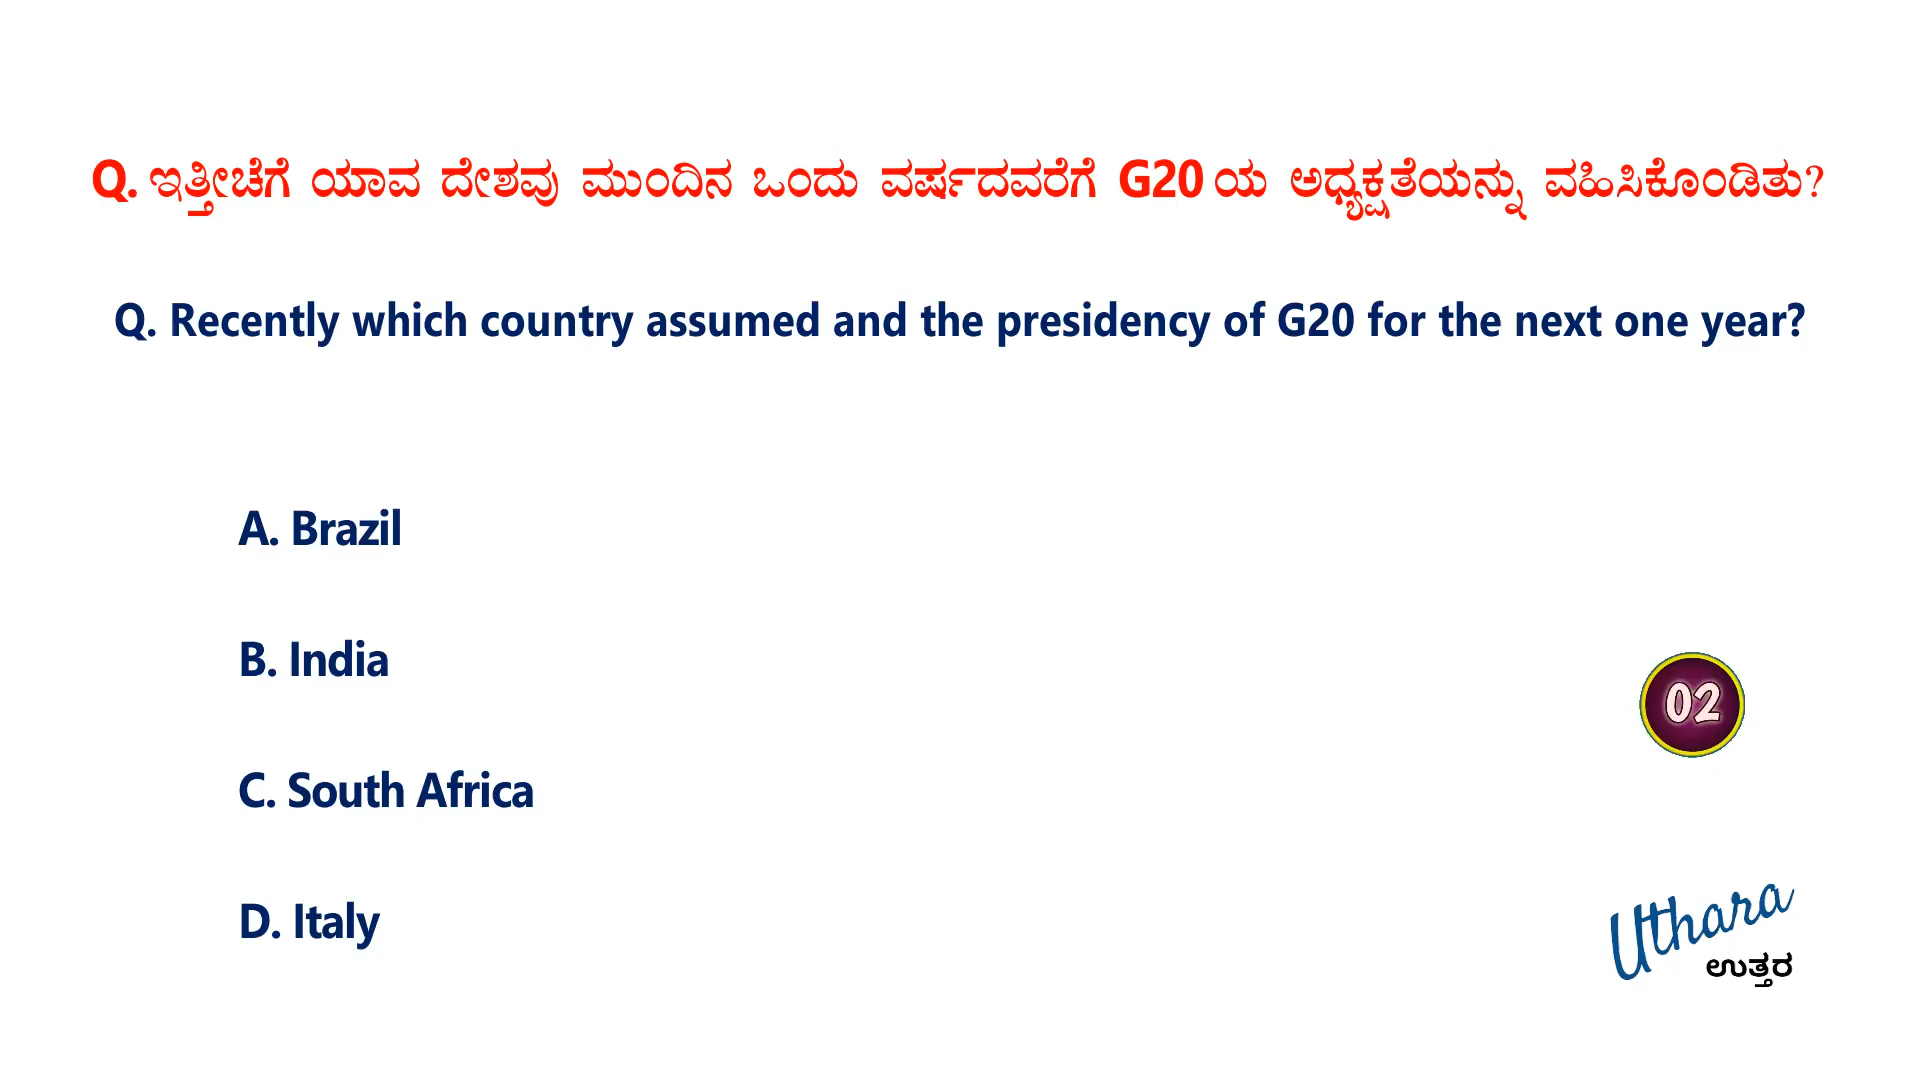 Q. ಇತ್ತೀಚೆಗೆ ಯಾವ ದೇಶವು ಮುಂದಿನ ಒಂದು ವರ್ಷದವರೆಗೆ G20 ಯ ಅಧ್ಯಕ್ಷತೆಯನ್ನು ವಹಿಸಿಕೊಂಡಿತು?
Q. Recently which country assumed and the presidency of G20 for the next one year?
A. Brazil
B. India
C. South Africa
D. Italy
02
Uthara
ಉತ್ತರ